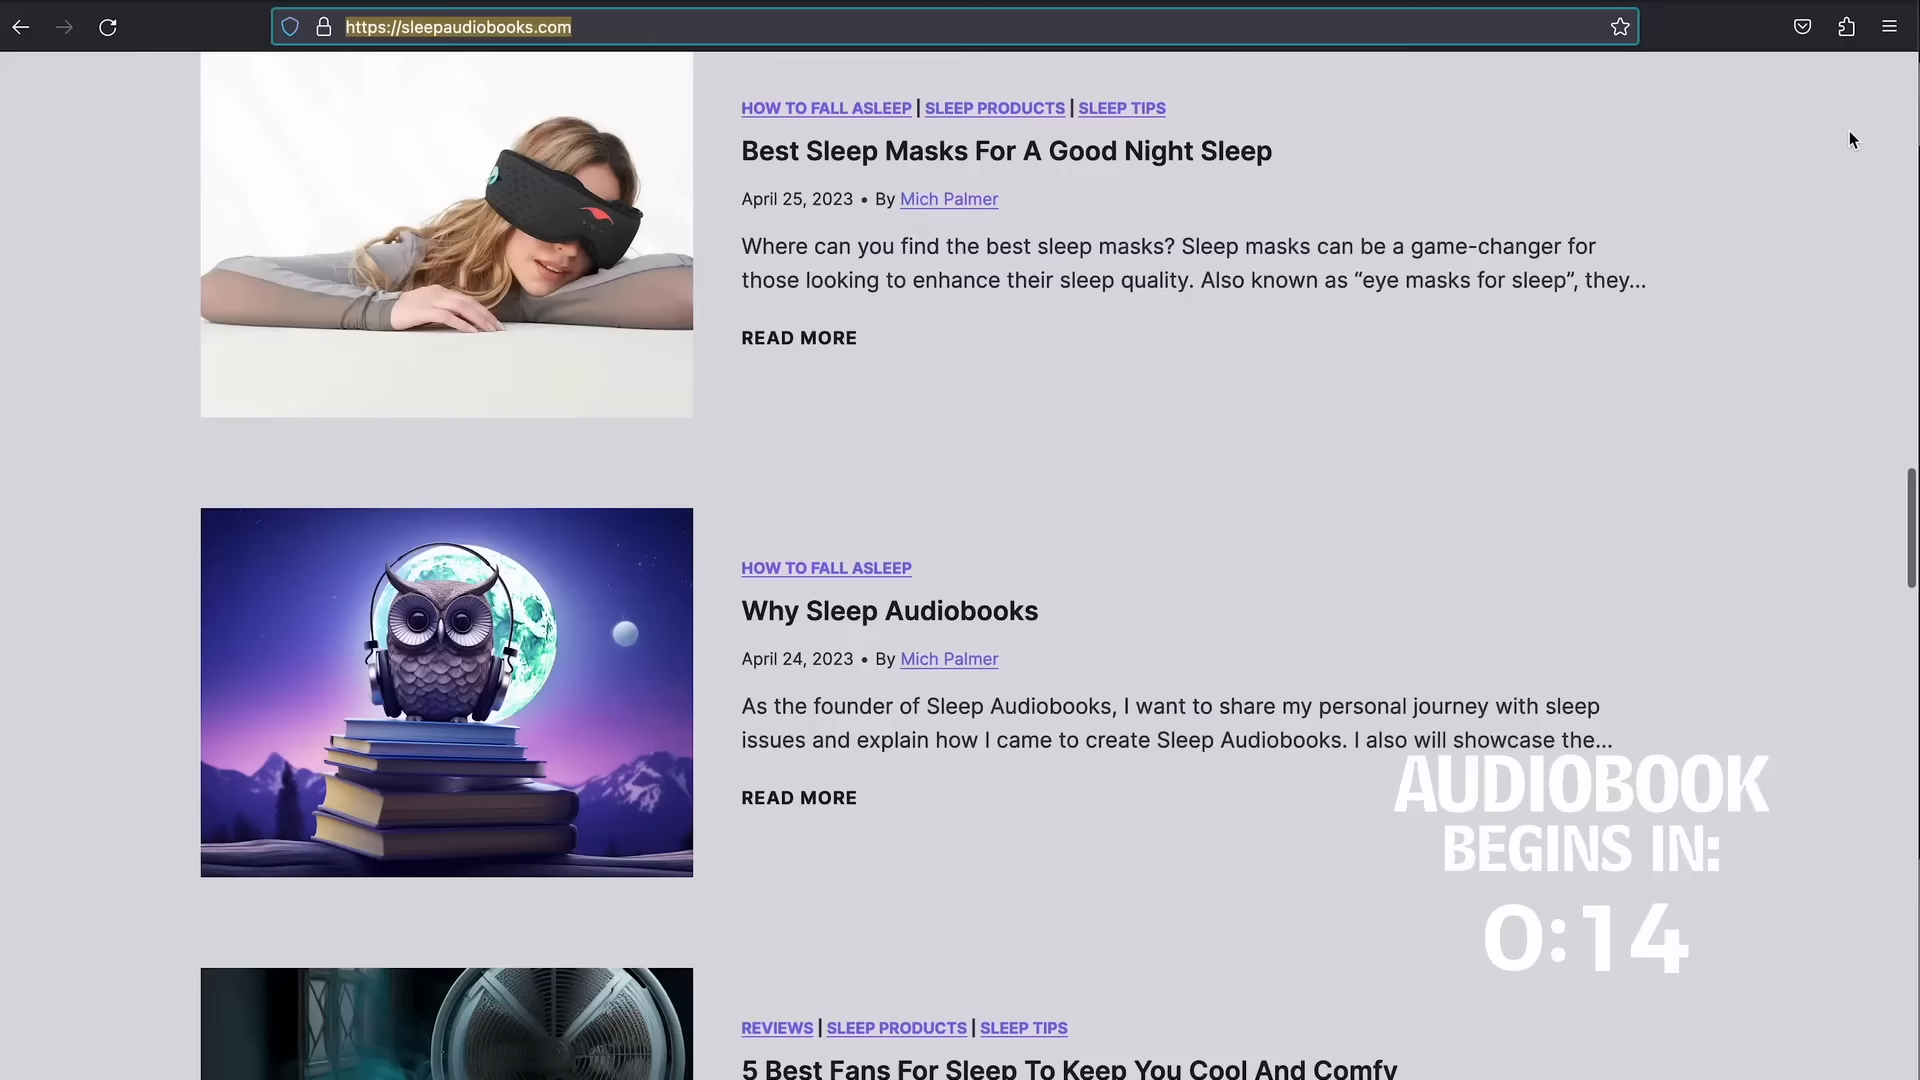 https://sleepaudiobooks.com
HOW TO FALL ASLEEP | SLEEP PRODUCTS | SLEEP TIPS
Best Sleep Masks For A Good Night Sleep
April 25, 2023 • By Mich Palmer
Where can you find the best sleep masks? Sleep masks can be a game-changer for
those looking to enhance their sleep quality. Also known as “eye masks for sleep”, they...
READ MORE
HOW TO FALL ASLEEP
Why Sleep Audiobooks
April 24, 2023 • By Mich Palmer
As the founder of Sleep Audiobooks, I want to share my personal journey with sleep
issues and explain how I came to create Sleep Audiobooks. I also will showcase the...
READ MORE
AUDIOBOOK
BEGINS IN:
0:14
REVIEWS | SLEEP PRODUCTS | SLEEP TIPS
5 Best Fans For Sleep To Keep You Cool And Comfy